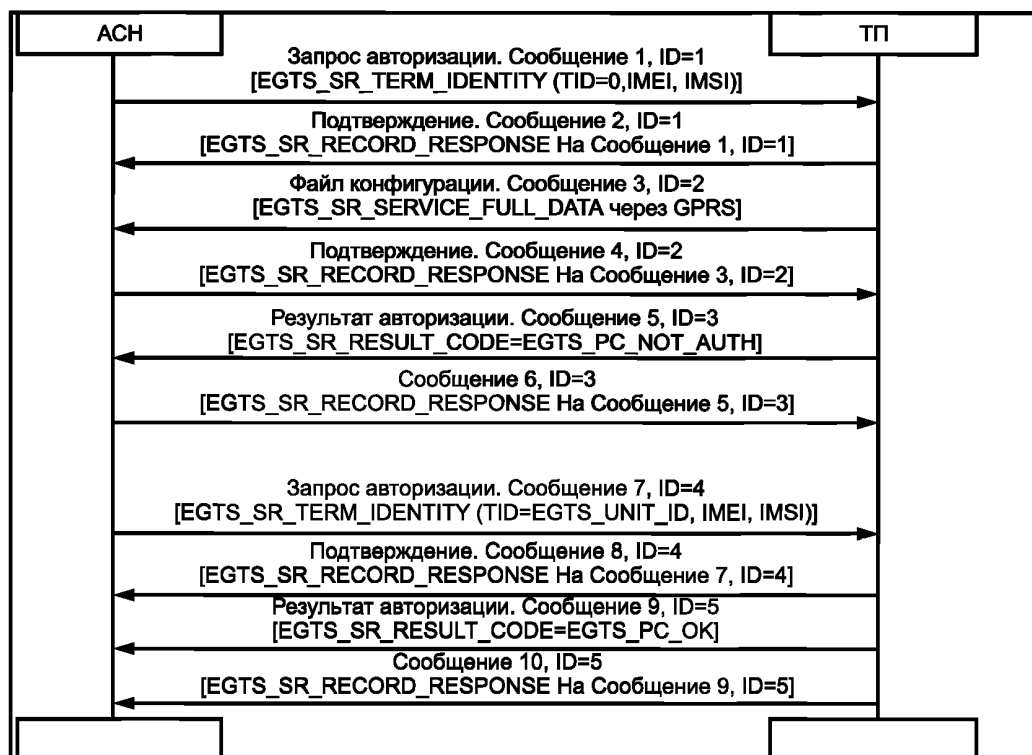 АСН
ТП
Запрос авторизации. Сообщение 1, ID=1
[EGTS_SR_TERM_IDENTITY (TID=0,IMEI, IMSI)]
Подтверждение. Сообщение 2, ID=1
[EGTS_SR_RECORD_RESPONSE На Сообщение 1, ID=1]
Файл конфигурации. Сообщение 3, ID=2
[EGTS_SR_SERVICE_FULL_DATA через GPRS]
Подтверждение. Сообщение 4, ID=2
[EGTS_SR_RECORD_RESPONSE На Сообщение 3, ID=2]
Результат авторизации. Сообщение 5, ID=3
[EGTS_SR_RESULT_CODE=EGTS_PC_NOT_AUTH]
Сообщение 6, ID=3
[EGTS_SR_RECORD_RESPONSE На Сообщение 5, ID=3]
Запрос авторизации. Сообщение 7, ID=4
[EGTS_SR_TERM_IDENTITY (TID=EGTS_UNIT_ID, IMEI, IMSI)]
Подтверждение. Сообщение 8, ID=4
[EGTS_SR_RECORD_RESPONSE На Сообщение 7, ID=4]
Результат авторизации. Сообщение 9, ID=5
[EGTS_SR_RESULT_CODE=EGTS_PC_OK]
Сообщение 10, ID=5
[EGTS_SR_RECORD_RESPONSE На Сообщение 9, ID=5]